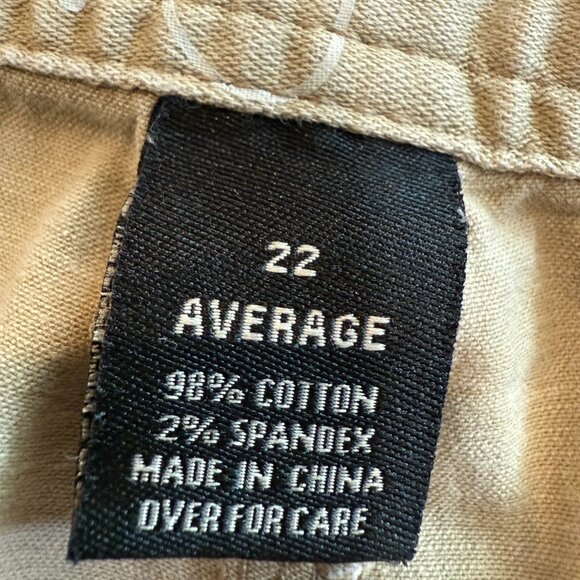 22
AVERAGE
98% COTTON
2% SPANDEX
MADE IN CHINA
OVER FOR CARE